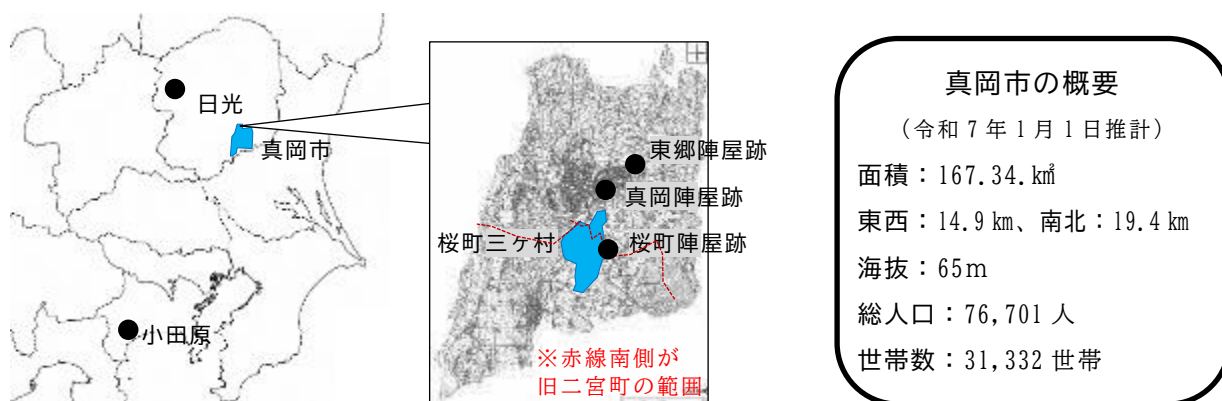 日光
真岡市
小田原
東郷陣屋跡
真岡陣屋跡
桜町三ヶ村
桜町陣屋跡
※赤線南側が
旧二宮町の範囲
真岡市の概要
（令和７年１月１日推計）
面積：167.34.㎢
東西：14.9㎞、南北：19.4㎞
海抜：65ｍ
総人口：76,701人
世帯数：31,332世帯